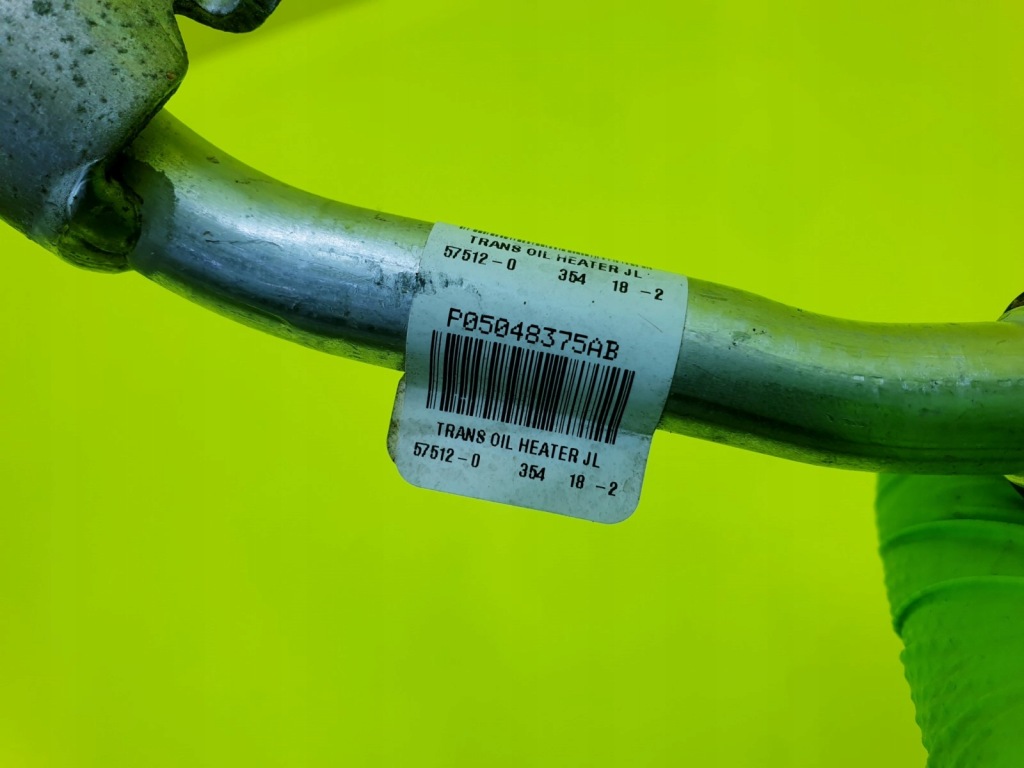 TRANS OIL HEATER JL
57512-0 354 18 -2
P05048375AB
TRANS OIL HEATER JL
57512-0 354 18 -2